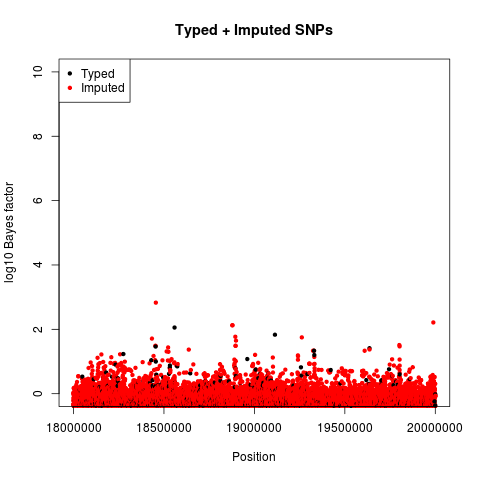 Typed + Imputed SNPs
Typed
Imputed
log10 Bayes factor
10
8
6
4
2
0
18000000 18500000 19000000 19500000 20000000
Position